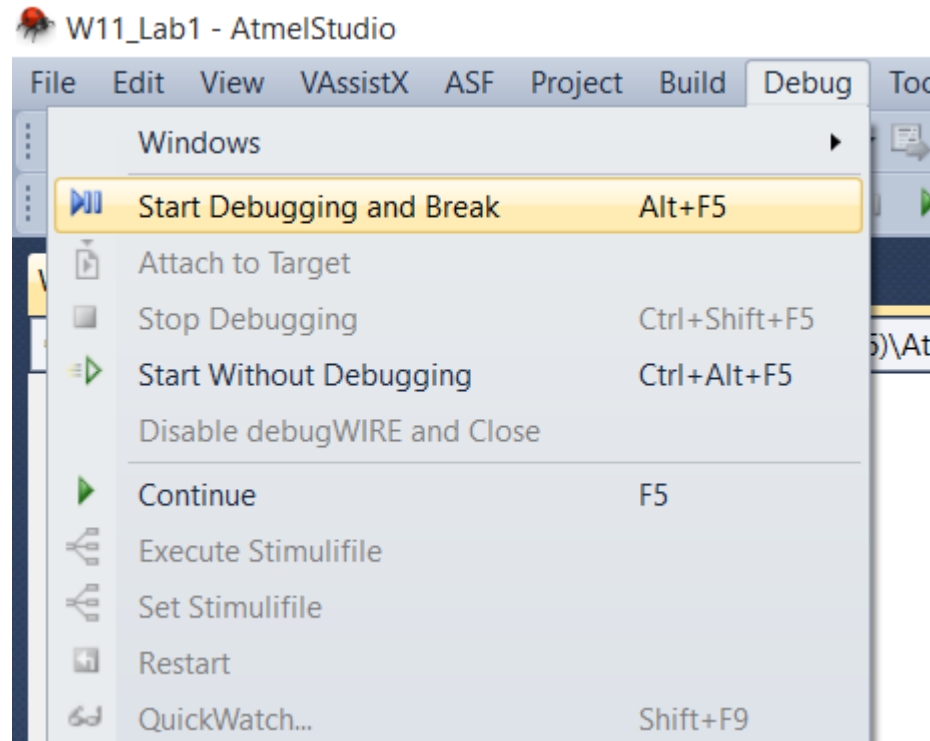 W11_Lab1 - AtmelStudio
File Edit View VAssistX ASF Project Build Debug
Windows
Start Debugging and Break Alt+F5
Attach to Target
Stop Debugging Ctrl+Shift+F5
)\At
Start Without Debugging Ctrl+Alt+F5
Disable debugWIRE and Close
Continue F5
Execute Stimulifile
Set Stimulifile
Restart
QuickWatch... Shift+F9